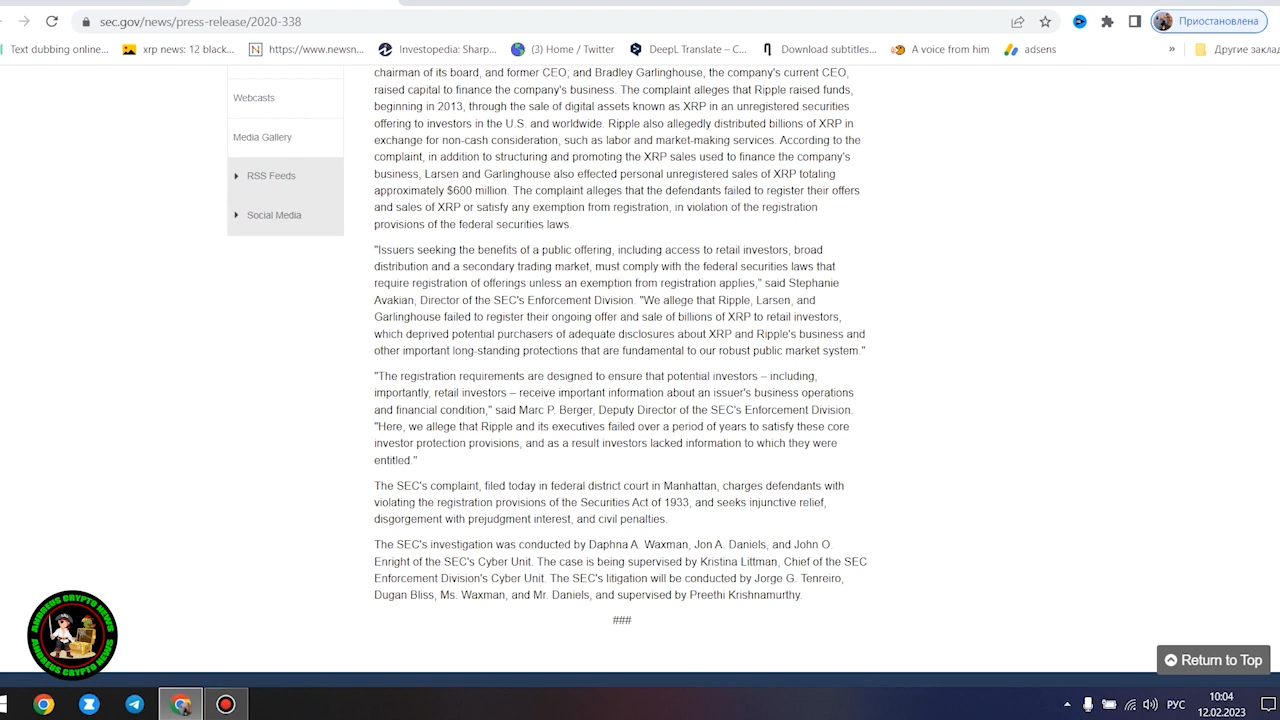 sec.gov/news/press-release/2020-338
Приостановлена
Text dubbing online...
xrp news: 12 black...
https://www.newsn...
Investopedia: Sharp...
(3) Home / Twitter
DeepL Translate – C...
Download subtitles...
A voice from him
adsens
»
Другие заклад
Webcasts
Media Gallery
RSS Feeds
Social Media
chairman of its board, and former CEO; and Bradley Garlinghouse, the company's current CEO,
raised capital to finance the company's business. The complaint alleges that Ripple raised funds,
beginning in 2013, through the sale of digital assets known as XRP in an unregistered securities
offering to investors in the U.S. and worldwide. Ripple also allegedly distributed billions of XRP in
exchange for non-cash consideration, such as labor and market-making services. According to the
complaint, in addition to structuring and promoting the XRP sales used to finance the company's
business, Larsen and Garlinghouse also effected personal unregistered sales of XRP totaling
approximately $600 million. The complaint alleges that the defendants failed to register their offers
and sales of XRP or satisfy any exemption from registration, in violation of the registration
provisions of the federal securities laws.
"Issuers seeking the benefits of a public offering, including access to retail investors, broad
distribution and a secondary trading market, must comply with the federal securities laws that
require registration of offerings unless an exemption from registration applies," said Stephanie
Avakian, Director of the SEC's Enforcement Division. "We allege that Ripple, Larsen, and
Garlinghouse failed to register their ongoing offer and sale of billions of XRP to retail investors,
which deprived potential purchasers of adequate disclosures about XRP and Ripple's business and
other important long-standing protections that are fundamental to our robust public market system."
"The registration requirements are designed to ensure that potential investors – including,
importantly, retail investors – receive important information about an issuer's business operations
and financial condition," said Marc P. Berger, Deputy Director of the SEC's Enforcement Division.
"Here, we allege that Ripple and its executives failed over a period of years to satisfy these core
investor protection provisions, and as a result investors lacked information to which they were
entitled."
The SEC's complaint, filed today in federal district court in Manhattan, charges defendants with
violating the registration provisions of the Securities Act of 1933, and seeks injunctive relief,
disgorgement with prejudgment interest, and civil penalties.
The SEC's investigation was conducted by Daphna A. Waxman, Jon A. Daniels, and John O.
Enright of the SEC's Cyber Unit. The case is being supervised by Kristina Littman, Chief of the SEC
Enforcement Division's Cyber Unit. The SEC's litigation will be conducted by Jorge G. Tenreiro,
Dugan Bliss, Ms. Waxman, and Mr. Daniels, and supervised by Preethi Krishnamurthy.
###
ANDREUS CRYPTO NEWS
ANDREUS CRYPTO NEWS
Return to Top
РУС
10:04
12.02.2023